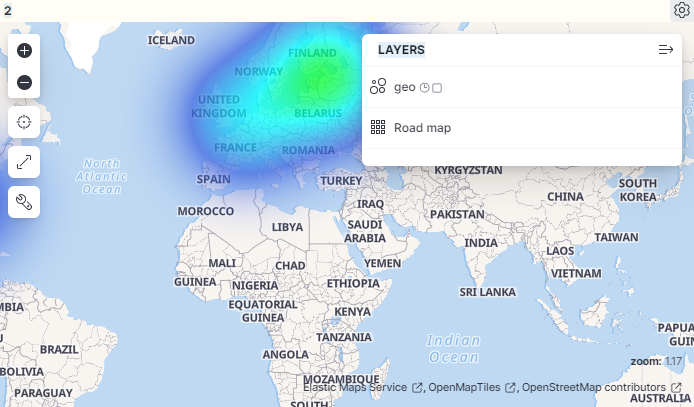 2
ICELAND
FINLAND
NORWAY
UNITED
KINGDOM
BELARUS
FRANCE
ROMANIA
SPAIN
TURKEY
North
Atlantic
Ocean
LAYERS
geo
Road map
KYRGYZSTAN
SOUTH
KOREA
CHINA
MOROCCO
IRAQ
PAKISTAN
LIBYA
SAUDI
ARABIA
TAIWAN
INDIA
LAOS
MALI
CHAD
YEMEN
VIETNAM
GUINEA
NIGERIA
ETHIOPIA
SRI LANKA
EQUATORIAL
GUINEA
KENYA
TANZANIA
Indian
Ocean
BRAZIL
ANGOLA
zoom: 1.17
BOLIVIA
MOZAMBIQUE
Elastic Maps Service , OpenMapTiles , OpenStreetMap contributors
PARAGUAY
SOUTH
AUSTRALIA